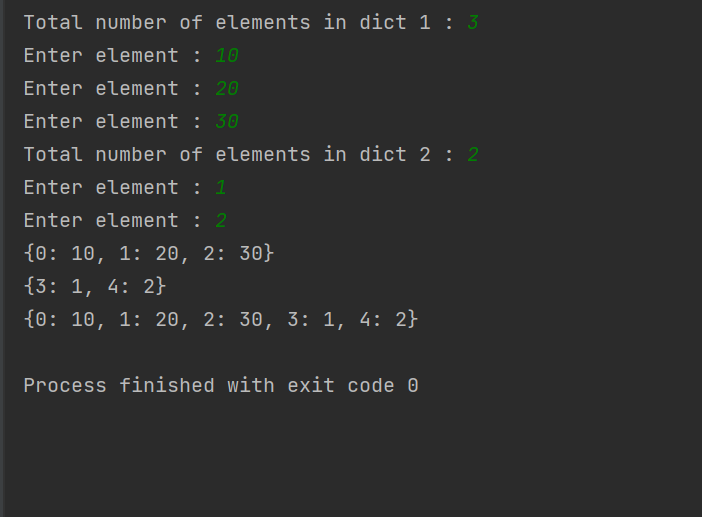 Total number of elements in dict 1 : 3
Enter element : 10
Enter element : 20
Enter element : 30
Total number of elements in dict 2 : 2
Enter element : 1
Enter element : 2
{0: 10, 1: 20, 2: 30}
{3: 1, 4: 2}
{0: 10, 1: 20, 2: 30, 3: 1, 4: 2}
Process finished with exit code 0